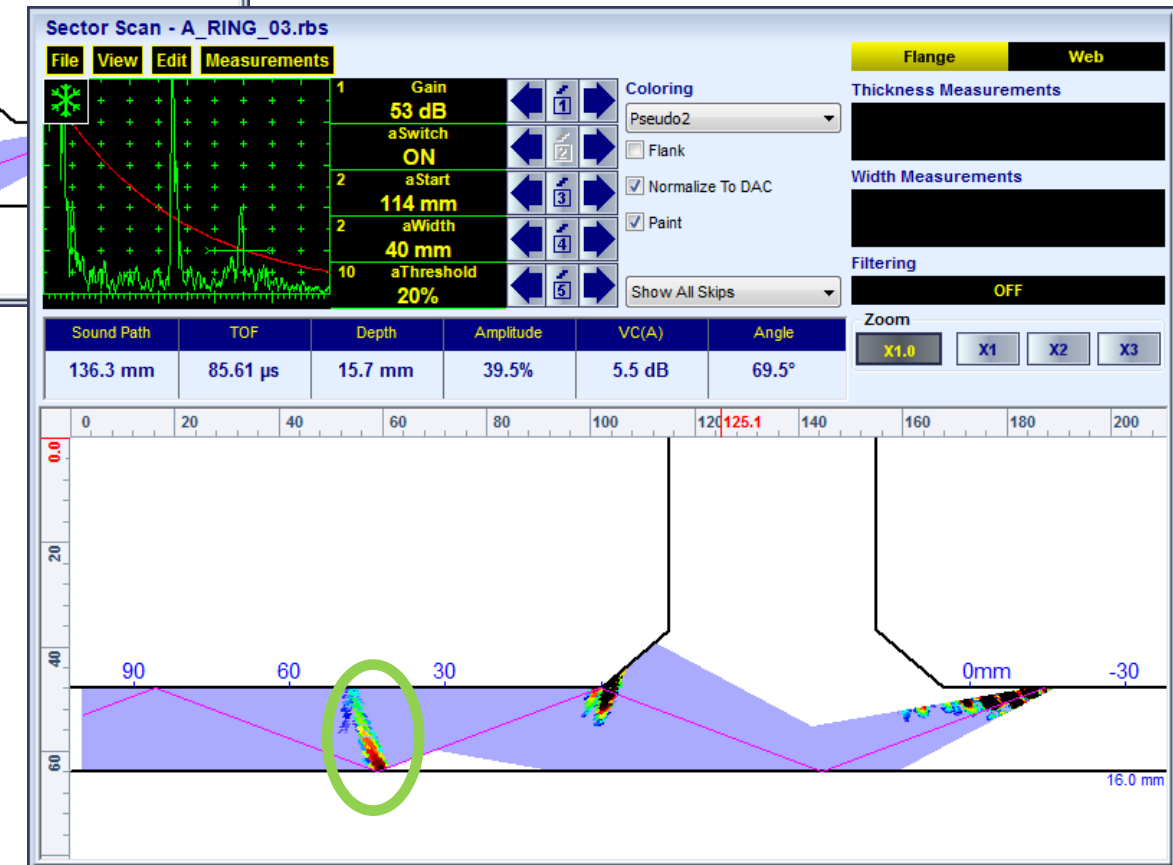 Sector Scan - A_RING_03.rbs
File View Edit Measurements
Flange Web
1 Gain
53 dB
1
aSwitch
ON
2
2 aStart
114 mm
3
2 aWidth
40 mm
4
10 aThreshold
20%
5
Coloring
Pseudo2
Flank
Normalize To DAC
Paint
Show All Skips
Thickness Measurements
Width Measurements
Filtering
OFF
Zoom
X1.0 X1 X2 X3
Sound Path TOF Depth Amplitude VC(A) Angle
136.3 mm 85.61 µs 15.7 mm 39.5% 5.5 dB 69.5°
0 20 40 60 80 100 125.1 140 160 180 200
0.0
20
40
60
90 60 30 0mm -30
16.0 mm